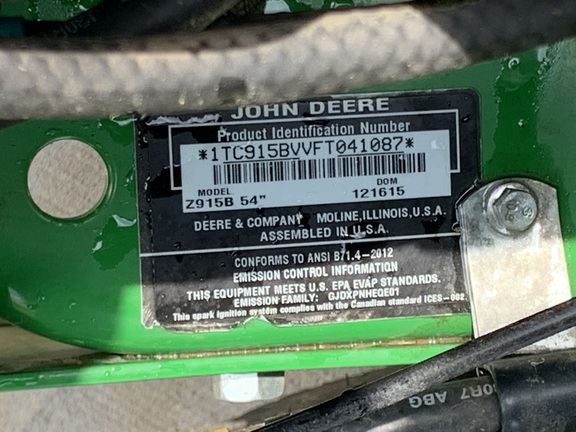 JOHN DEERE
Product Identification Number
*1TC915BVVFT041087*
MODEL DOM
Z915B 54" 121615
DEERE & COMPANY MOLINE, ILLINOIS, U.S.A.
ASSEMBLED IN U.S.A.
CONFORMS TO ANSI B71.4-2012
EMISSION CONTROL INFORMATION
THIS EQUIPMENT MEETS U.S. EPA EVAP STANDARDS.
EMISSION FAMILY: GJDXPNHEQE01
This spark ignition system complies with the Canadian standard ICES-002.
0R7 ABG